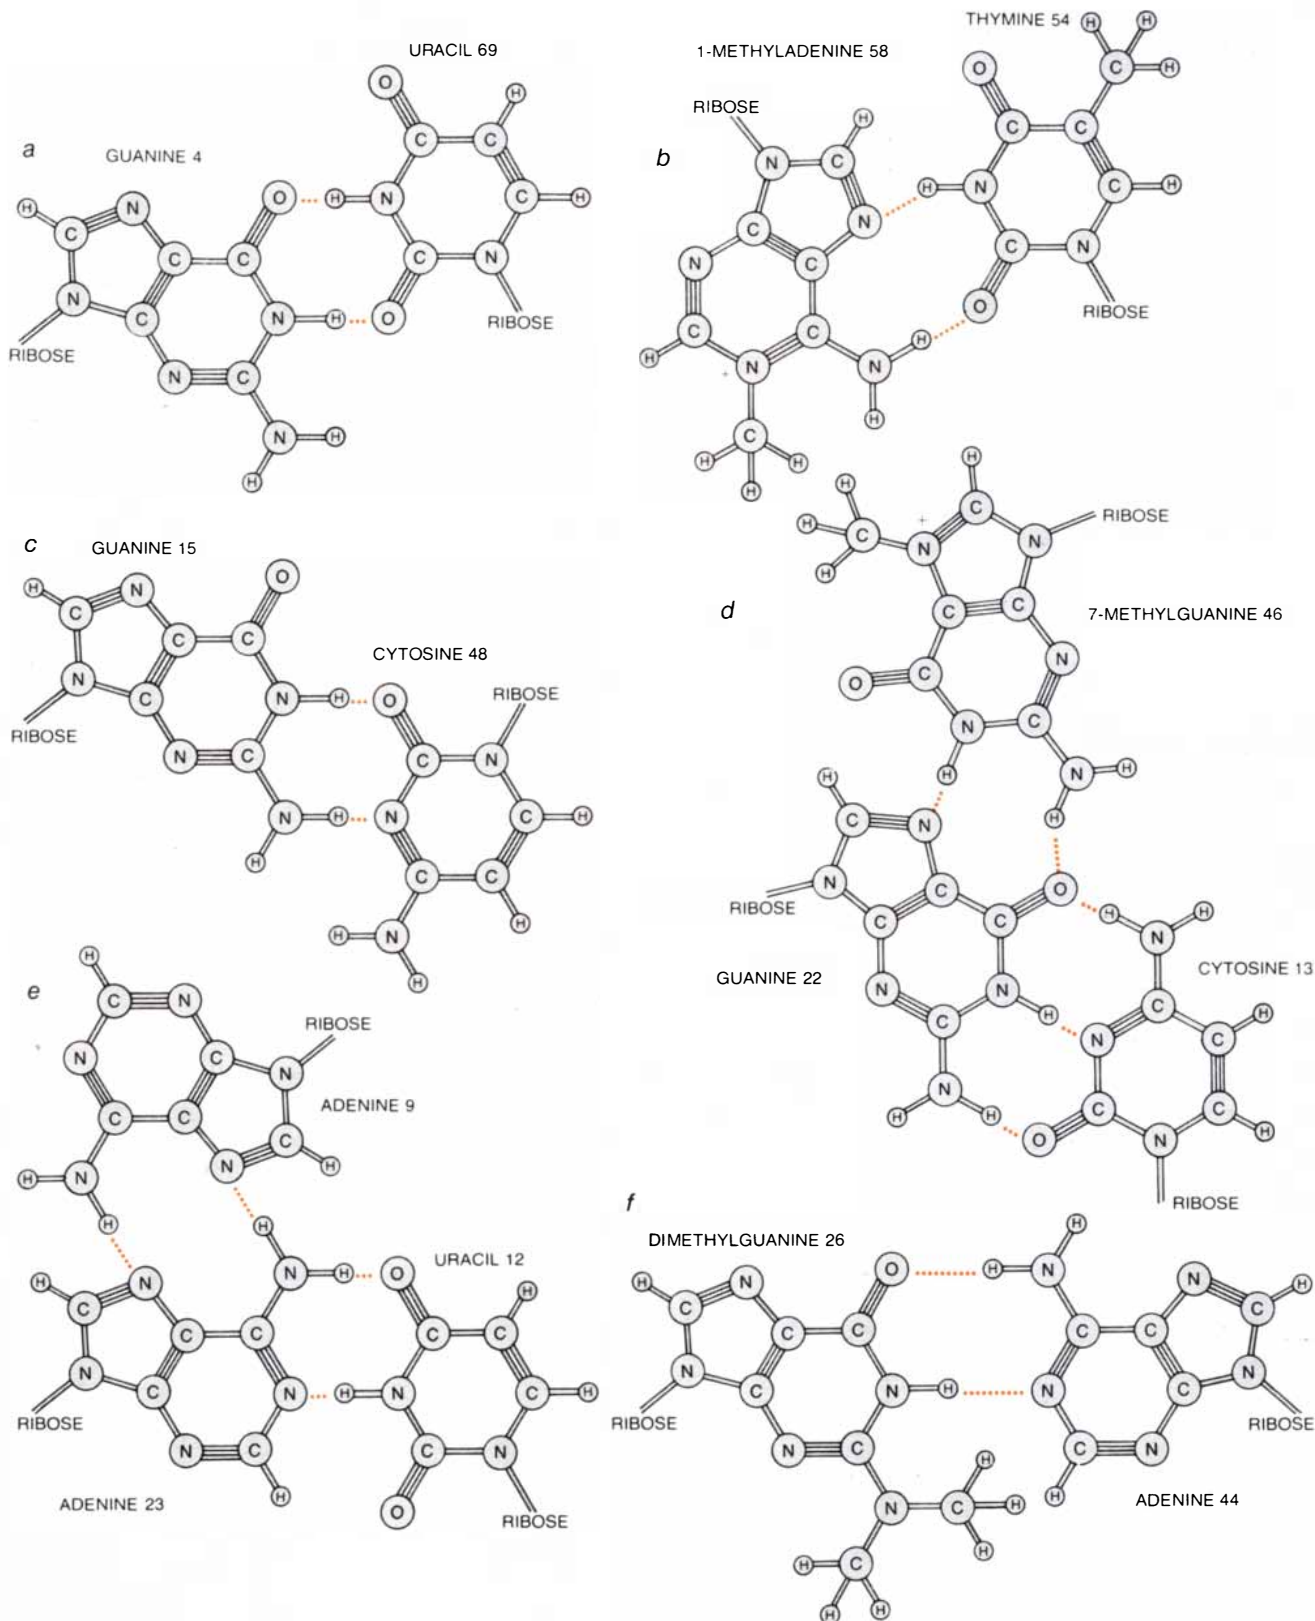 a
GUANINE 4
URACIL 69
RIBOSE
RIBOSE
b
1-METHYLADENINE 58
THYMINE 54
RIBOSE
RIBOSE
c
GUANINE 15
CYTOSINE 48
RIBOSE
RIBOSE
d
RIBOSE
7-METHYLGUANINE 46
RIBOSE
GUANINE 22
CYTOSINE 13
RIBOSE
e
RIBOSE
ADENINE 9
URACIL 12
RIBOSE
ADENINE 23
RIBOSE
f
DIMETHYLGUANINE 26
RIBOSE
RIBOSE
ADENINE 44